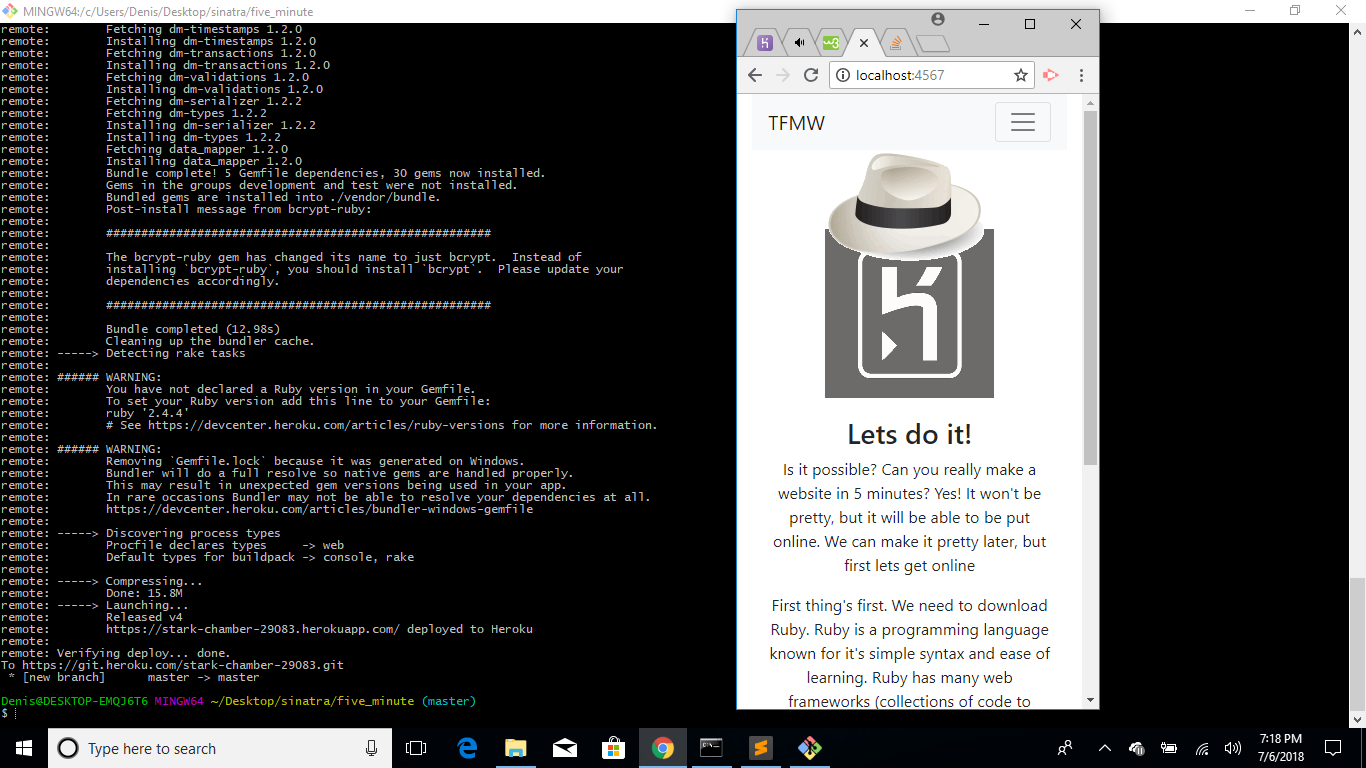 MINGW64:/c/Users/Denis/Desktop/sinatra/five_minute
remote:        Fetching dm-timestamps 1.2.0
remote:        Installing dm-timestamps 1.2.0
remote:        Fetching dm-transactions 1.2.0
remote:        Installing dm-transactions 1.2.0
remote:        Fetching dm-validations 1.2.0
remote:        Installing dm-validations 1.2.0
remote:        Fetching dm-serializer 1.2.2
remote:        Fetching dm-types 1.2.2
remote:        Installing dm-serializer 1.2.2
remote:        Installing dm-types 1.2.2
remote:        Fetching data_mapper 1.2.0
remote:        Installing data_mapper 1.2.0
remote:        Bundle complete! 5 Gemfile dependencies, 30 gems now installed.
remote:        Gems in the groups development and test were not installed.
remote:        Bundled gems are installed into ./vendor/bundle.
remote:        Post-install message from bcrypt-ruby:
remote:
remote:        #######################################################
remote:
remote:        The bcrypt-ruby gem has changed its name to just bcrypt.  Instead of
remote:        installing `bcrypt-ruby`, you should install `bcrypt`.  Please update your
remote:        dependencies accordingly.
remote:
remote:        #######################################################
remote:
remote:        Bundle completed (12.98s)
remote:        Cleaning up the bundler cache.
remote: -----> Detecting rake tasks
remote:
remote: ###### WARNING:
remote:        You have not declared a Ruby version in your Gemfile.
remote:        To set your Ruby version add this line to your Gemfile:
remote:        ruby '2.4.4'
remote:        # See https://devcenter.heroku.com/articles/ruby-versions for more information.
remote:
remote: ###### WARNING:
remote:        Removing `Gemfile.lock` because it was generated on Windows.
remote:        Bundler will do a full resolve so native gems are handled properly.
remote:        This may result in unexpected gem versions being used in your app.
remote:        In rare occasions Bundler may not be able to resolve your dependencies at all.
remote:        https://devcenter.heroku.com/articles/bundler-windows-gemfile
remote:
remote: -----> Discovering process types
remote:        Procfile declares types     -> web
remote:        Default types for buildpack -> console, rake
remote:
remote: -----> Compressing...
remote:        Done: 15.8M
remote: -----> Launching...
remote:        Released v4
remote:        https://stark-chamber-29083.herokuapp.com/ deployed to Heroku
remote:
remote: Verifying deploy... done.
To https://git.heroku.com/stark-chamber-29083.git
 * [new branch]      master -> master
Denis@DESKTOP-EMQJ6T6 MINGW64 ~/Desktop/sinatra/five_minute (master)
$
localhost:4567
TFMW
Lets do it!
Is it possible? Can you really make a
website in 5 minutes? Yes! It won't be
pretty, but it will be able to be put
online. We can make it pretty later, but
first lets get online
First thing's first. We need to download
Ruby. Ruby is a programming language
known for it's simple syntax and ease of
learning. Ruby has many web
frameworks (collections of code to
Type here to search
7:18 PM
7/6/2018